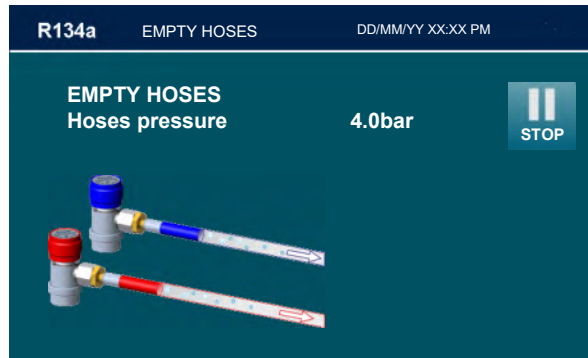 R134a EMPTY HOSES DD/MM/YY XX:XX PM
EMPTY HOSES
Hoses pressure 4.0bar
STOP